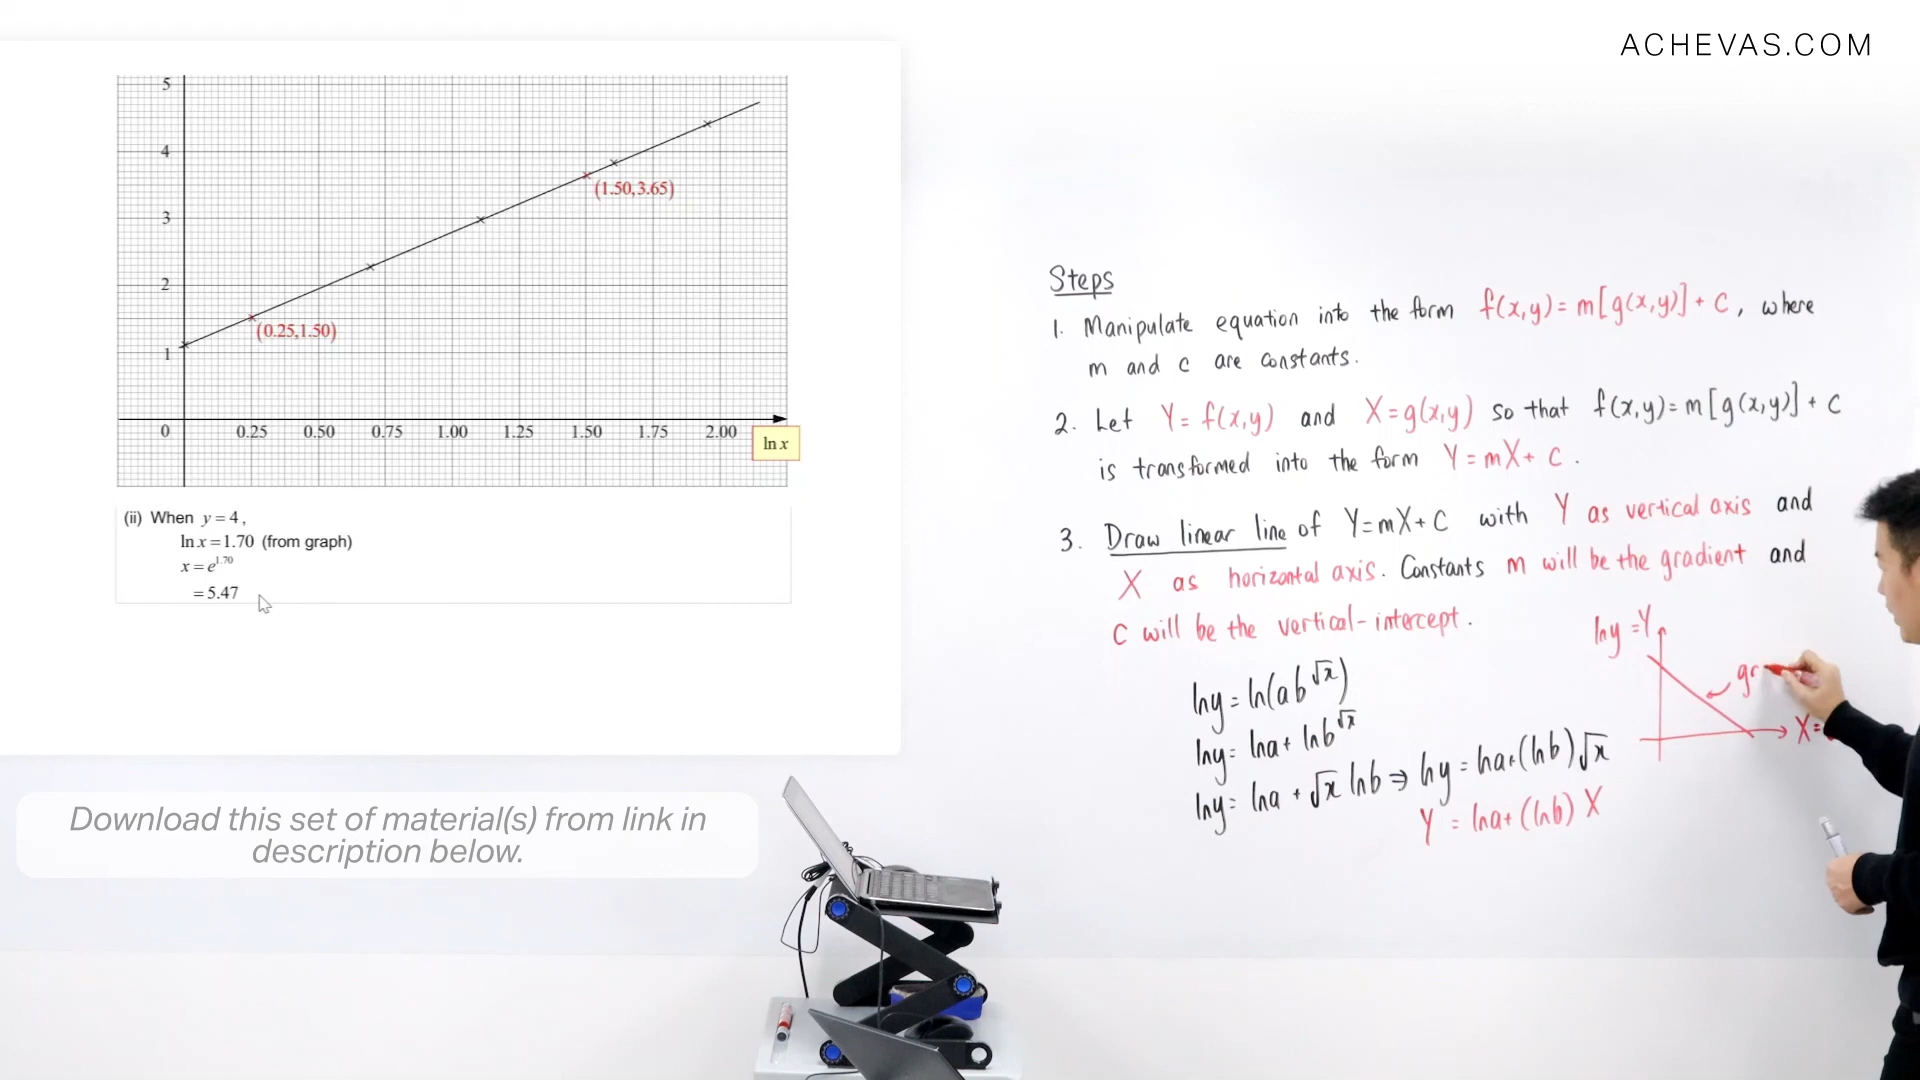 ACHEVAS.COM
5
4
(1.50,3.65)
3
2
(0.25,1.50)
1
0 0.25 0.50 0.75 1.00 1.25 1.50 1.75 2.00
ln x
(ii) When y = 4,
ln x = 1.70 (from graph)
x = e^1.70
= 5.47
Download this set of material(s) from link in
description below.
Steps
1. Manipulate equation into the form f(x,y) = m[g(x,y)] + C, where
m and c are constants.
2. Let Y = f(x,y) and X = g(x,y) so that f(x,y) = m[g(x,y)] + C
is transformed into the form Y = mX + C.
3. Draw linear line of Y = mX + C with Y as vertical axis and
X as horizontal axis. Constants m will be the gradient and
C will be the vertical-intercept.
lny = ln(ab^√x)
lny = lna + lnb^√x
lny = lna + √x lnb ⇒ lny = lna + (lnb)√x
Y = lna + (lnb) X
lny = Y
gr
X =